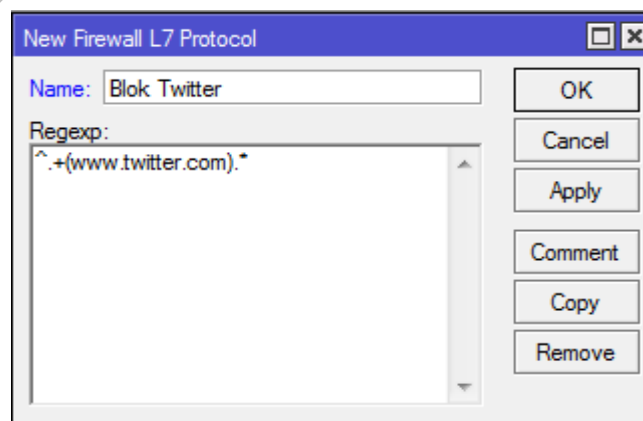 New Firewall L7 Protocol
Name: Blok Twitter
Regexp:
^.+(www.twitter.com).*
OK
Cancel
Apply
Comment
Copy
Remove